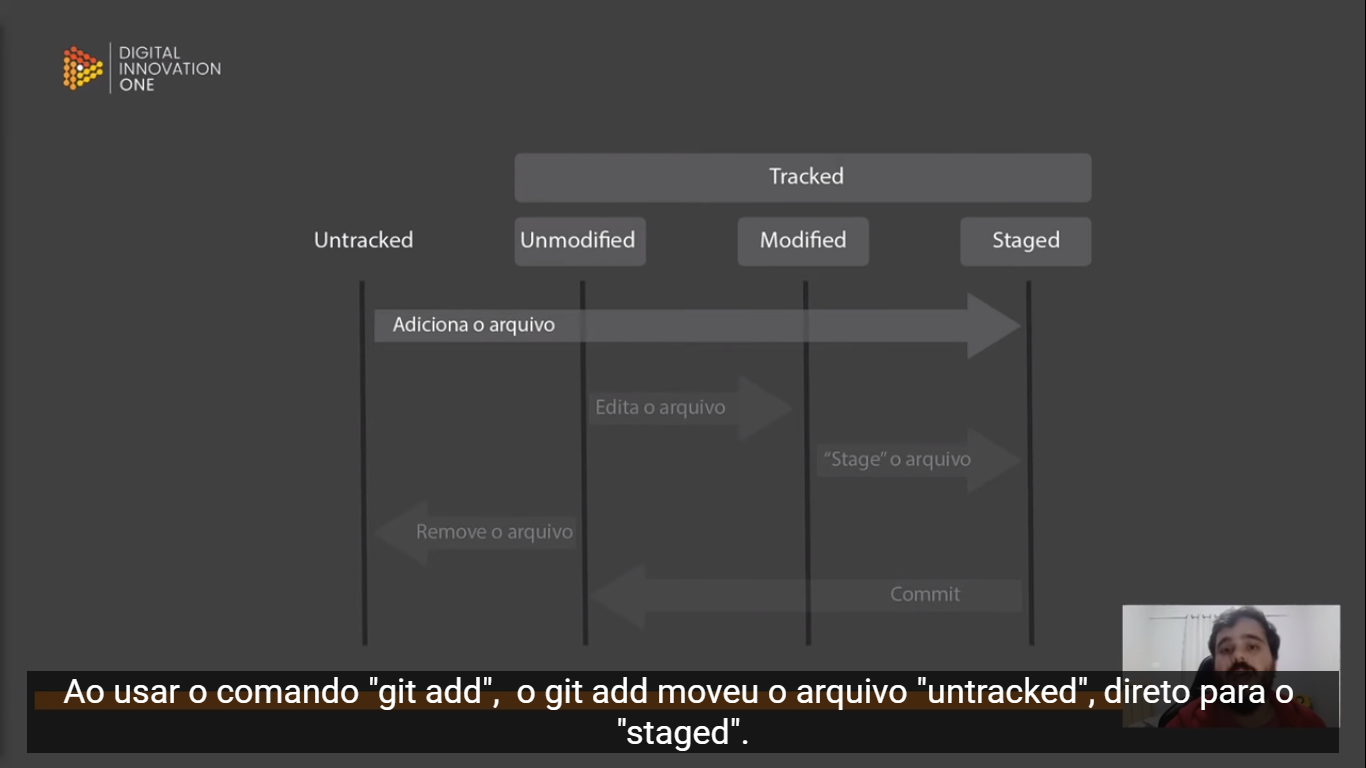 DIGITAL
INNOVATION
ONE
Tracked
Untracked
Unmodified
Modified
Staged
Adiciona o arquivo
Edita o arquivo
“Stage” o arquivo
Remove o arquivo
Commit
Ao usar o comando "git add",  o git add moveu o arquivo "untracked", direto para o
"staged".